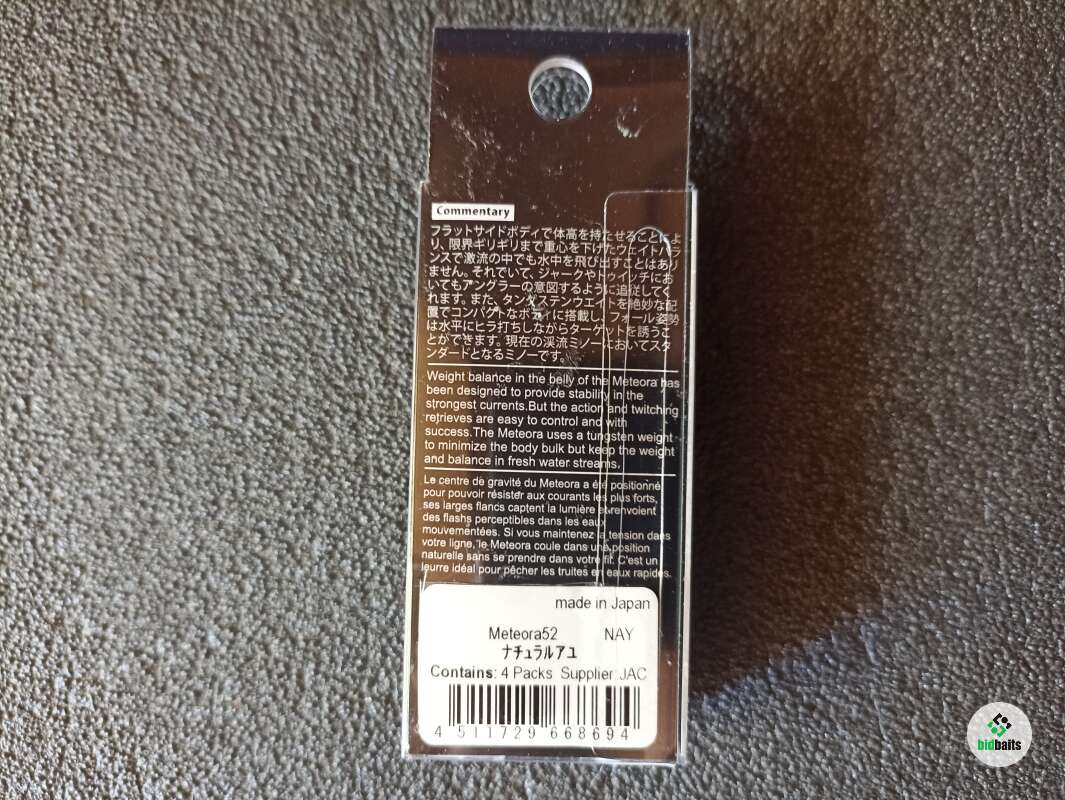 Commentary
フラットサイドボディで体高を持たせることによ
り、限界ギリギリまで重心を下げたウェイトバラ
ンスで激流の中でも水中を飛び出すことはあり
ません。それでいて、ジャークやトゥイッチにお
いてもアングラーの意図するように追従してく
れます。また、タングステンウエイトを絶妙な配
置でコンパクトなボディに搭載し、フォール姿勢
は水平にヒラ打ちしながらターゲットを誘うこ
とができます。現在の渓流ミノーにおいてスタ
ンダードとなるミノーです。
Weight balance in the belly of the Meteora has
been designed to provide stability in the
strongest currents.But the action and twitching
retrieves are easy to control and with
success.The Meteora uses a tungsten weight
to minimize the body bulk but keep the weight
and balance in fresh water streams.
Le centre de gravité du Meteora a été positionné
pour pouvoir résister aux courants les plus forts,
ses larges flancs captent la lumière et renvoient
des flashs perceptibles dans les eaux
mouvementées. Si vous maintenez la tension dans
votre ligne, le Meteora coule dans une position
naturelle sans se prendre dans votre fil. C'est un
leurre idéal pour pêcher les truites en eaux rapides.
made in Japan
Meteora52 NAY
ナチュラルアユ
Contains: 4 Packs Supplier:JAC
4 511729 668694
bidbaits